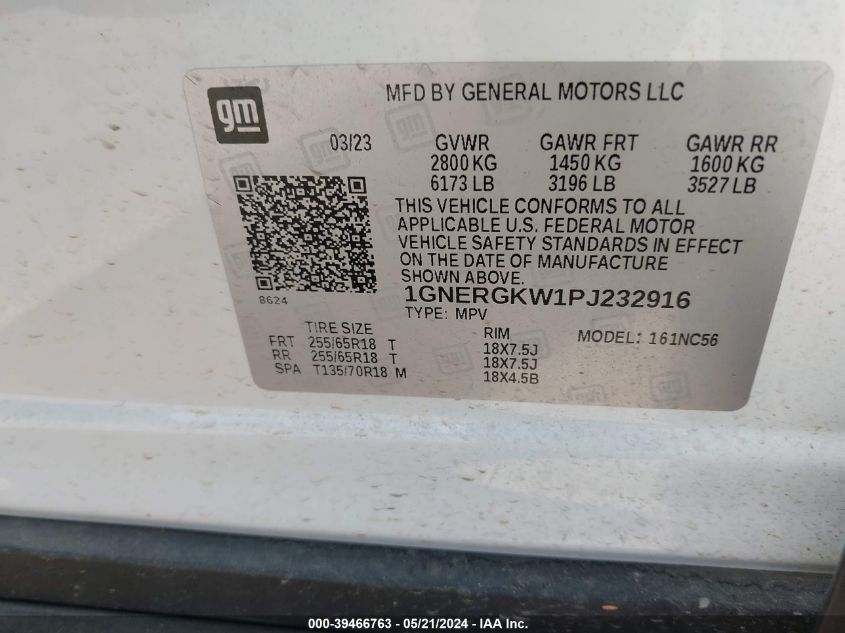 gm
MFD BY GENERAL MOTORS LLC
03/23 GVWR GAWR FRT GAWR RR
2800 KG 1450 KG 1600 KG
6173 LB 3196 LB 3527 LB
THIS VEHICLE CONFORMS TO ALL
APPLICABLE U.S. FEDERAL MOTOR
VEHICLE SAFETY STANDARDS IN EFFECT
ON THE DATE OF MANUFACTURE
SHOWN ABOVE.
8624
1GNERGKW1PJ232916
TYPE: MPV
TIRE SIZE RIM MODEL: 161NC56
FRT 255/65R18 T 18X7.5J
RR 255/65R18 T 18X7.5J
SPA T135/70R18 M 18X4.5B
000-39466763 - 05/21/2024 - IAA Inc.